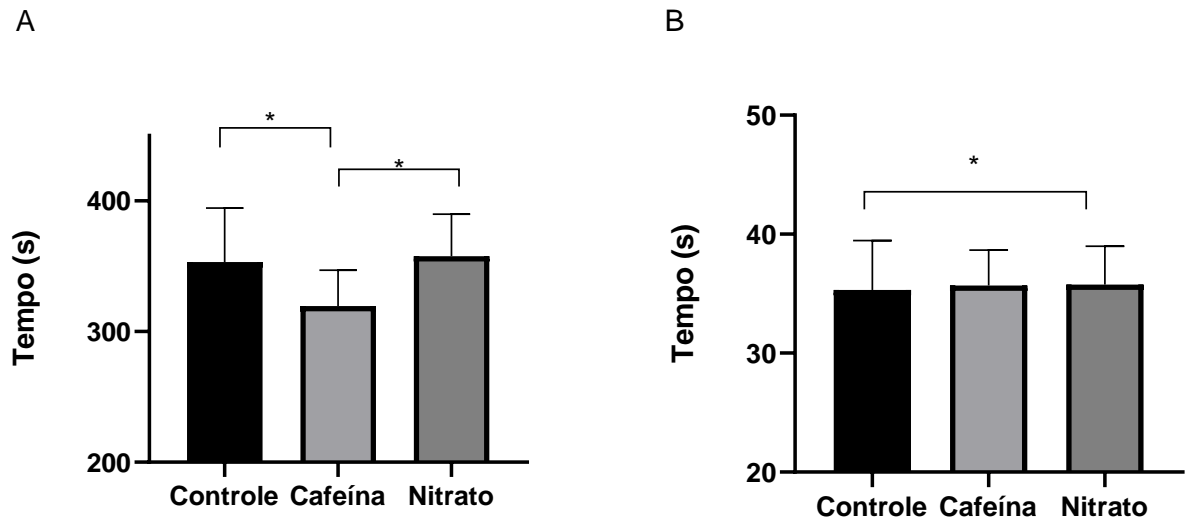 A
B
*
*
400
300
200
Tempo (s)
Controle Cafeína Nitrato
*
50
40
30
20
Tempo (s)
Controle Cafeína Nitrato